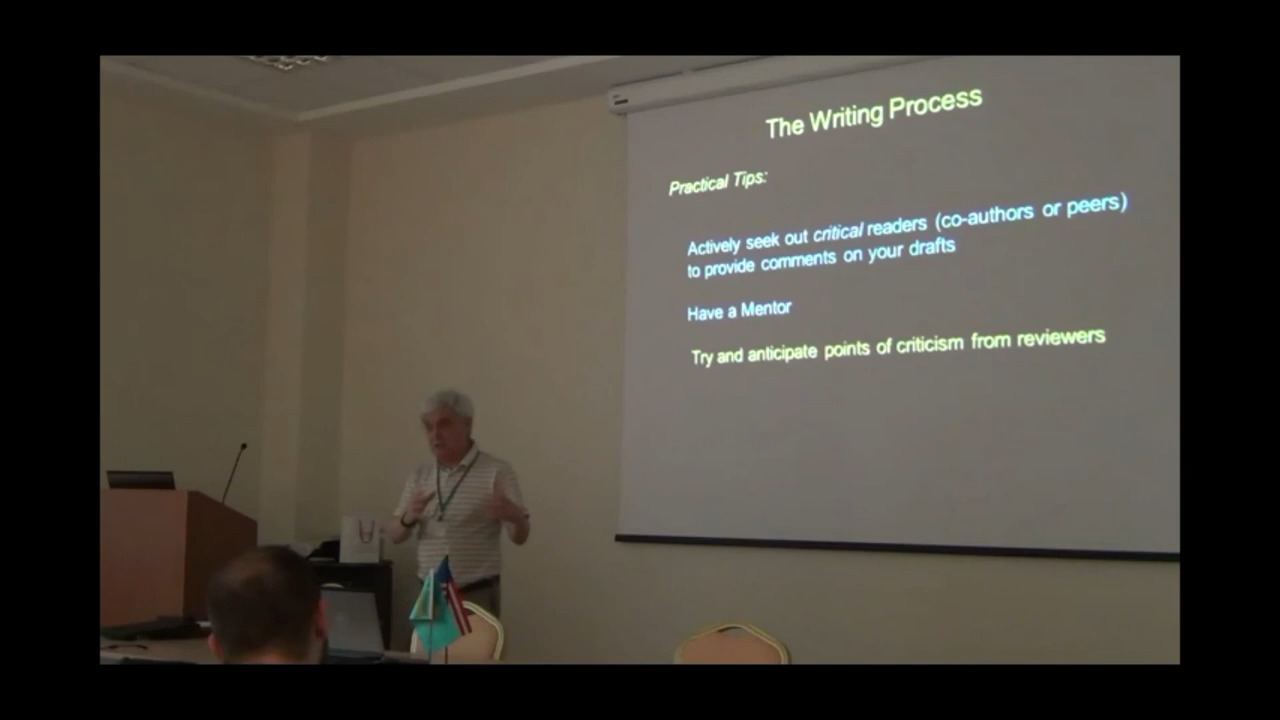 The Writing Process
Practical Tips:
Actively seek out critical readers (co-authors or peers)
to provide comments on your drafts
Have a Mentor
Try and anticipate points of criticism from reviewers